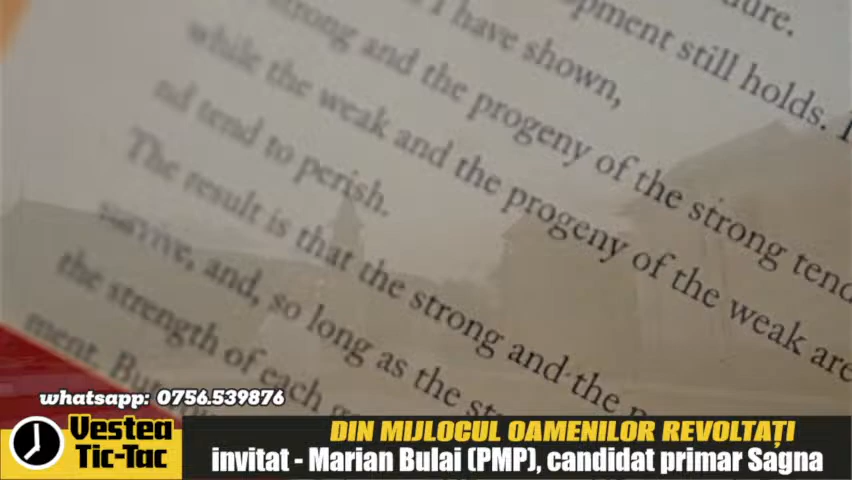 ure.
opment still holds. I
I have shown,
strong and the progeny of the strong tend
while the weak and the progeny of the weak are
nd tend to perish.
The result is that the strong and the p
survive, and, so long as the st
the strength of each
ment. But
whatsapp: 0756.539876
Vestea
Tic-Tac
DIN MIJLOCUL OAMENILOR REVOLTAȚI
invitat - Marian Bulai (PMP), candidat primar Sagna